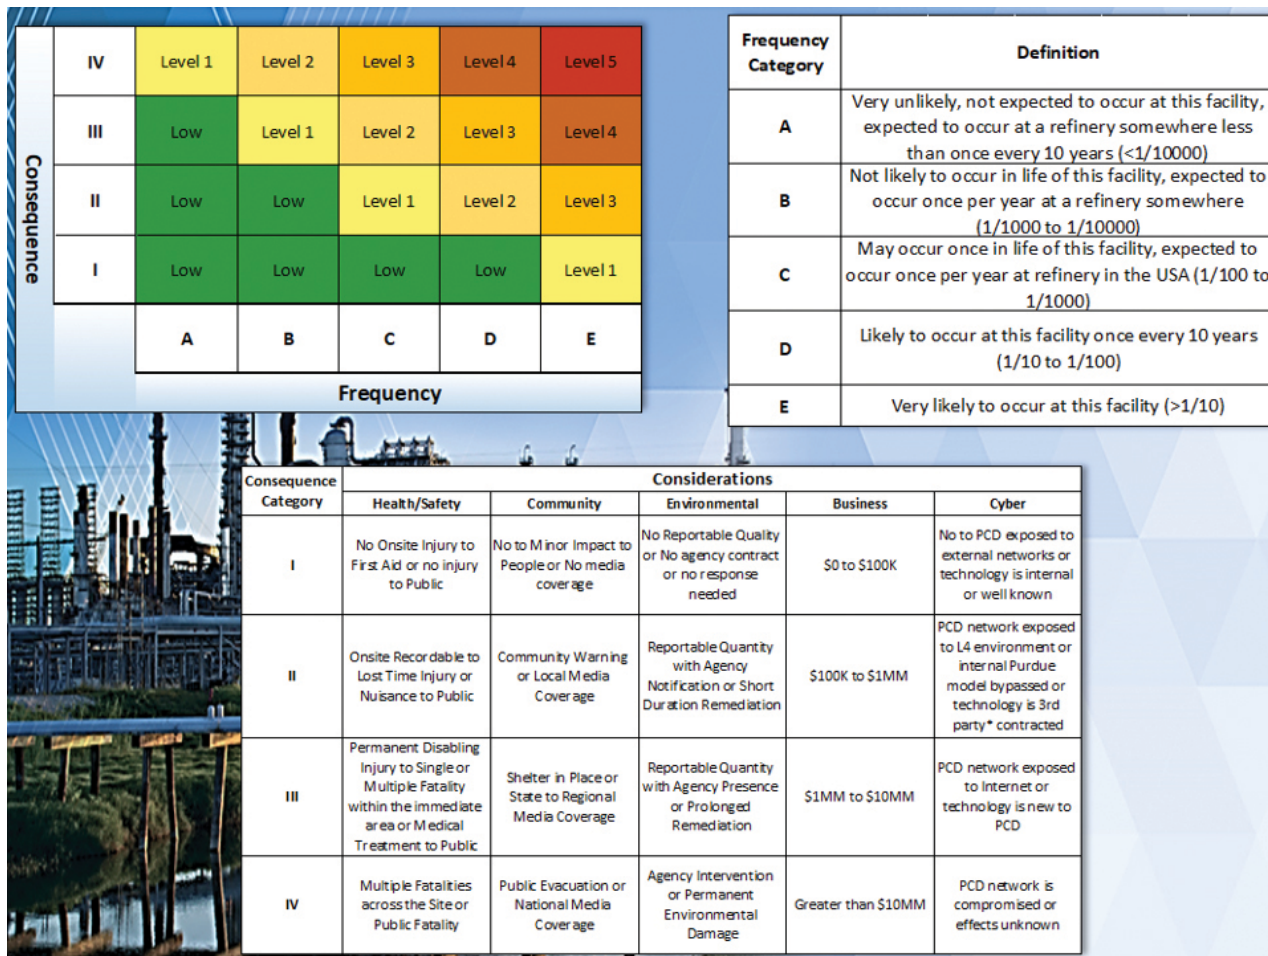 Consequence
IV
Level 1
Level 2
Level 3
Level 4
Level 5
III
Low
Level 1
Level 2
Level 3
Level 4
II
Low
Low
Level 1
Level 2
Level 3
I
Low
Low
Low
Low
Level 1
A
B
C
D
E
Frequency
Frequency
Category
Definition
A
Very unlikely, not expected to occur at this facility,
expected to occur at a refinery somewhere less
than once every 10 years (<1/10000)
B
Not likely to occur in life of this facility, expected to
occur once per year at a refinery somewhere
(1/1000 to 1/10000)
C
May occur once in life of this facility, expected to
occur once per year at refinery in the USA (1/100 to
1/1000)
D
Likely to occur at this facility once every 10 years
(1/10 to 1/100)
E
Very likely to occur at this facility (>1/10)
Consequence
Category
Considerations
Health/Safety
Community
Environmental
Business
Cyber
I
No Onsite Injury to
First Aid or no injury
to Public
No to Minor Impact to
People or No media
coverage
No Reportable Quality
or No agency contract
or no response
needed
$0 to $100K
No to PCD exposed to
external networks or
technology is internal
or well known
II
Onsite Recordable to
Lost Time Injury or
Nuisance to Public
Community Warning
or Local Media
Coverage
Reportable Quantity
with Agency
Notification or Short
Duration Remediation
$100K to $1MM
PCD network exposed
to L4 environment or
internal Purdue
model bypassed or
technology is 3rd
party* contracted
III
Permanent Disabling
Injury to Single or
Multiple Fatality
within the immediate
area or Medical
Treatment to Public
Shelter in Place or
State to Regional
Media Coverage
Reportable Quantity
with Agency Presence
or Prolonged
Remediation
$1MM to $10MM
PCD network exposed
to Internet or
technology is new to
PCD
IV
Multiple Fatalities
across the Site or
Public Fatality
Public Evacuation or
National Media
Coverage
Agency Intervention
or Permanent
Environmental
Damage
Greater than $10MM
PCD network is
compromised or
effects unknown